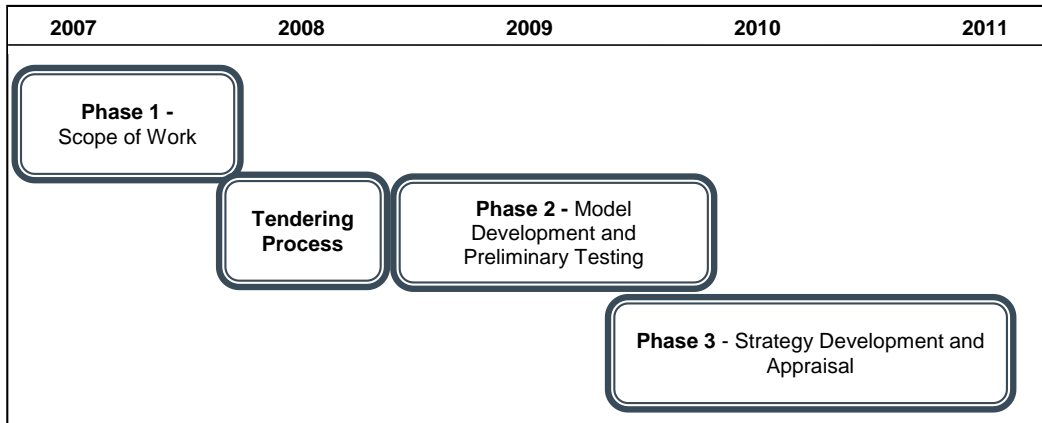 2007 2008 2009 2010 2011
Phase 1 -
Scope of Work
Tendering
Process
Phase 2 - Model
Development and
Preliminary Testing
Phase 3 - Strategy Development and
Appraisal